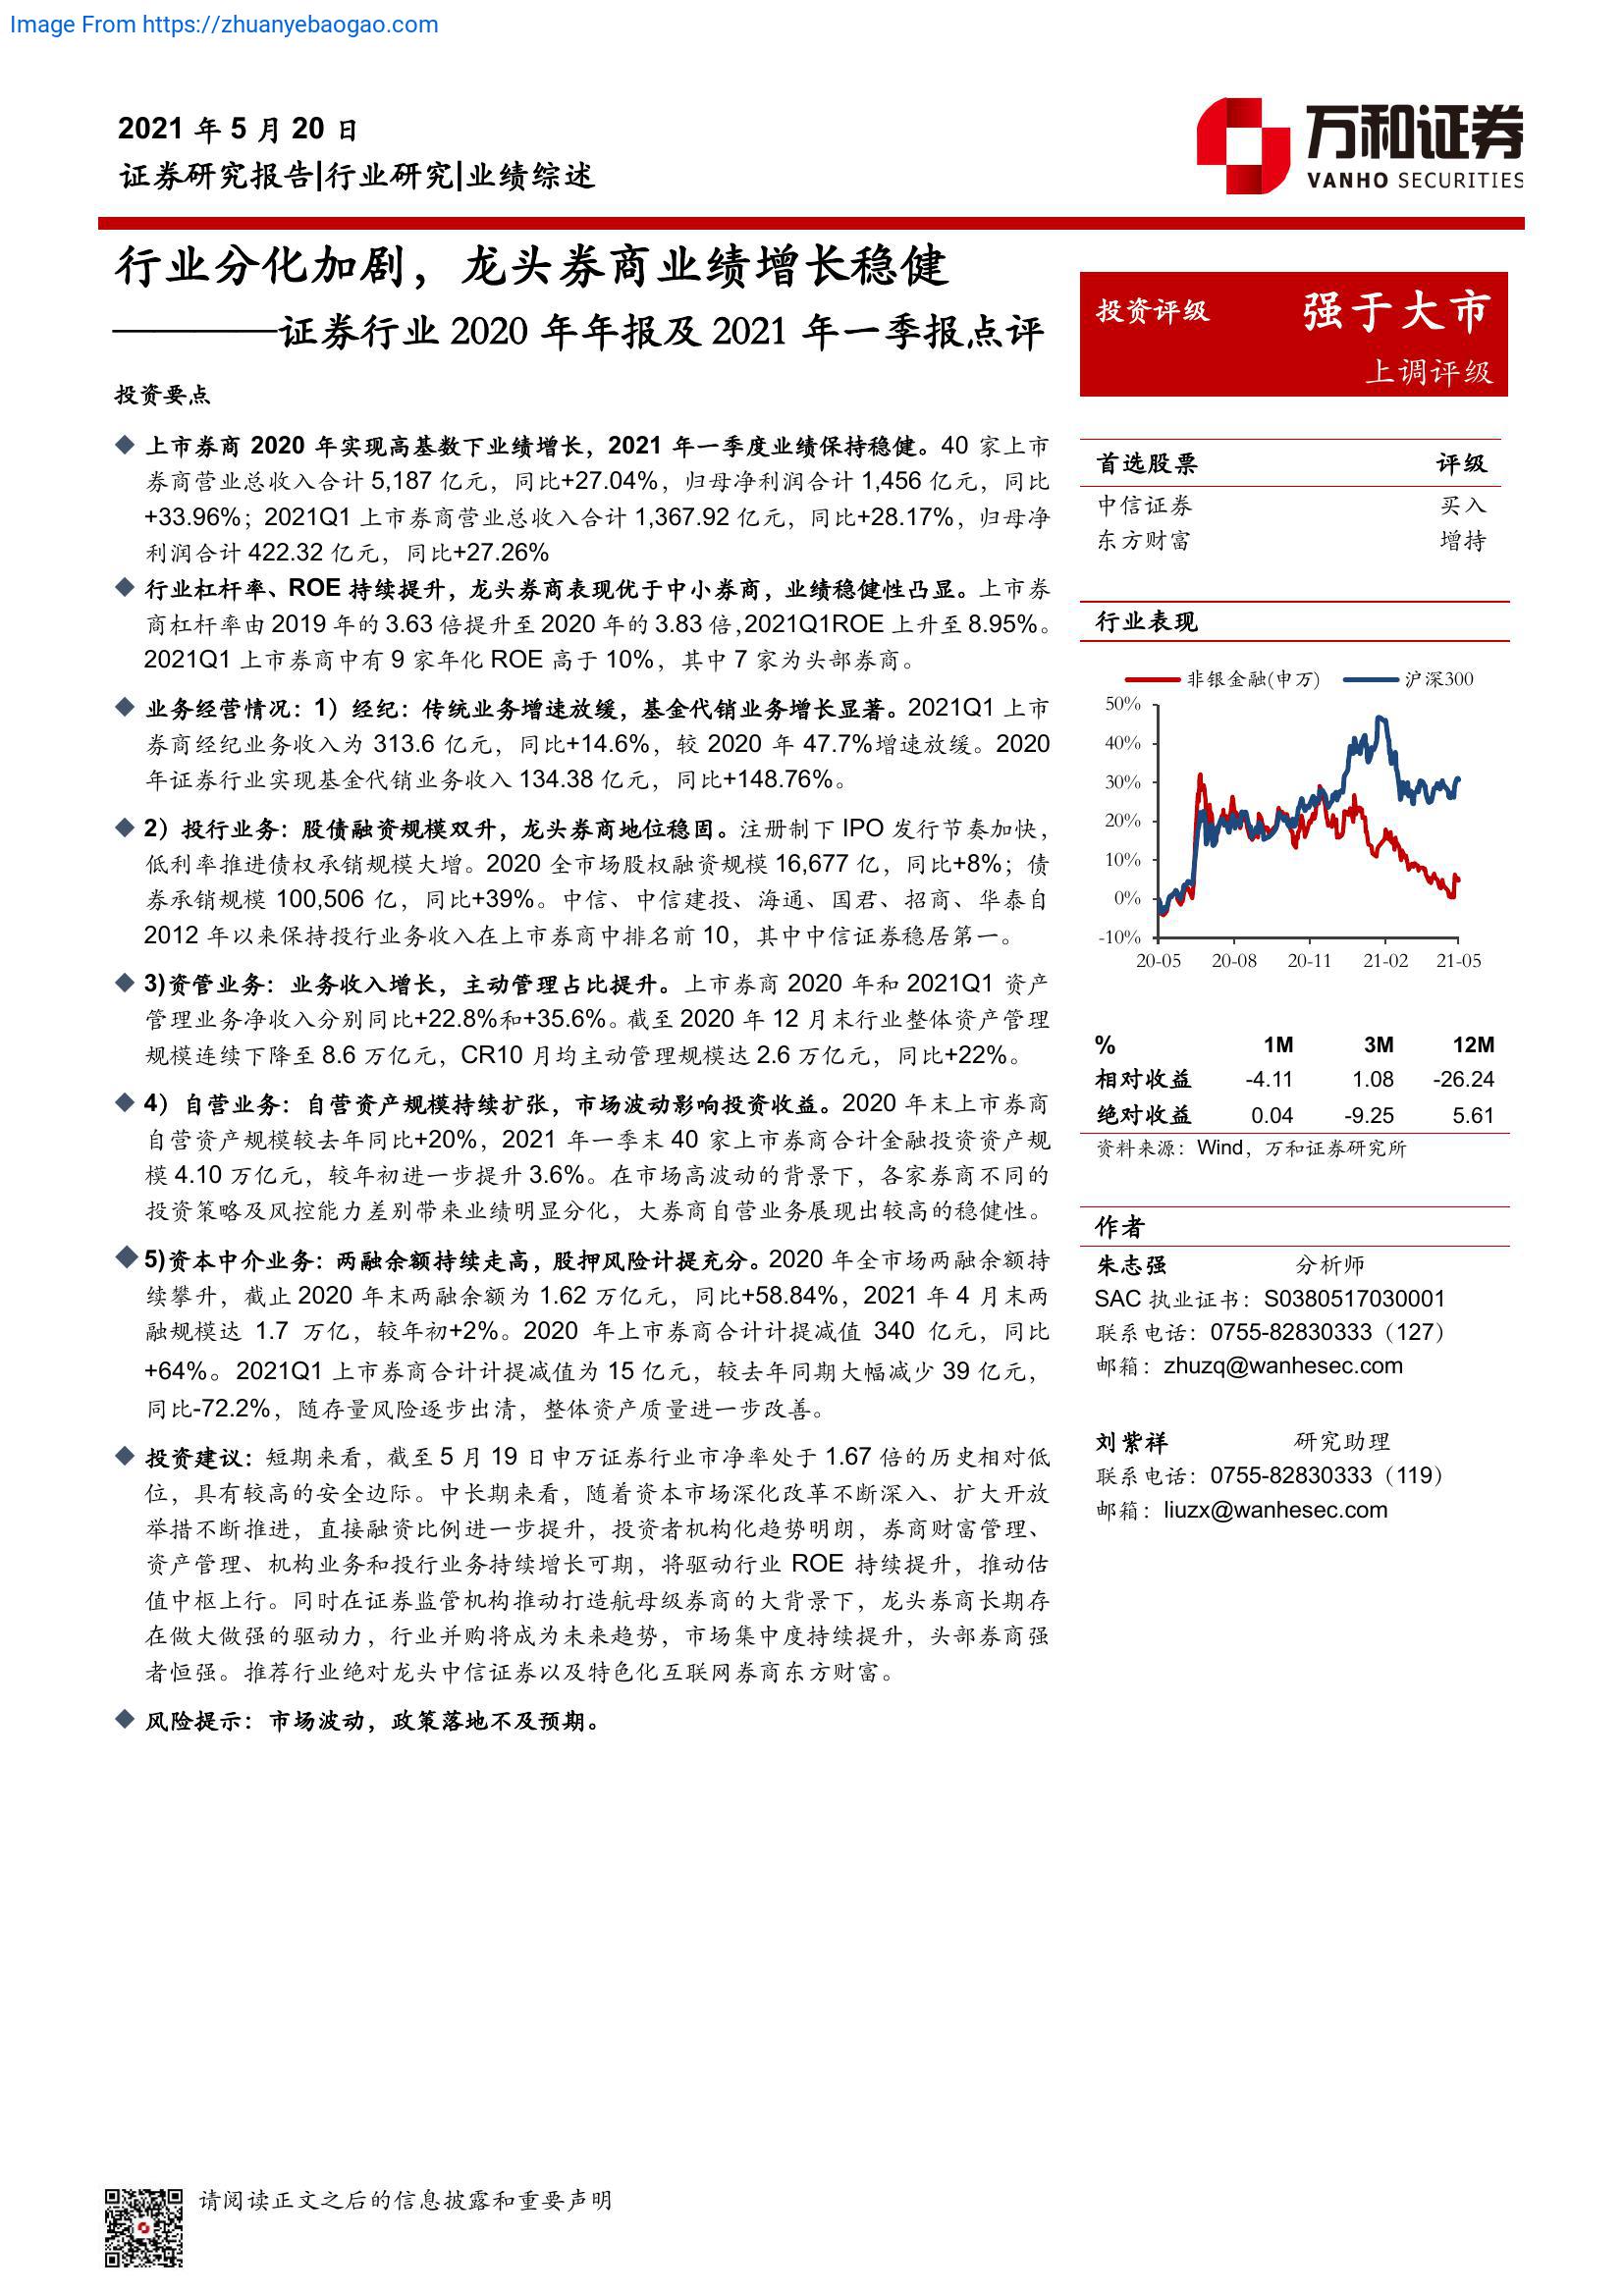 Image From https://zhuanyebaogao.com
2021 年 5 月 20 日
证券研究报告|行业研究|业绩综述
万和证券
VANHO SECURITIES
行业分化加剧，龙头券商业绩增长稳健
————证券行业 2020 年年报及 2021 年一季报点评
投资要点
◆ 上市券商 2020 年实现高基数下业绩增长，2021 年一季度业绩保持稳健。40 家上市
券商营业总收入合计 5,187 亿元，同比+27.04%，归母净利润合计 1,456 亿元，同比
+33.96%；2021Q1 上市券商营业总收入合计 1,367.92 亿元，同比+28.17%，归母净
利润合计 422.32 亿元，同比+27.26%
◆ 行业杠杆率、ROE 持续提升，龙头券商表现优于中小券商，业绩稳健性凸显。上市券
商杠杆率由 2019 年的 3.63 倍提升至 2020 年的 3.83 倍,2021Q1ROE 上升至 8.95%。
2021Q1 上市券商中有 9 家年化 ROE 高于 10%，其中 7 家为头部券商。
◆ 业务经营情况：1）经纪：传统业务增速放缓，基金代销业务增长显著。2021Q1 上市
券商经纪业务收入为 313.6 亿元，同比+14.6%，较 2020 年 47.7%增速放缓。2020
年证券行业实现基金代销业务收入 134.38 亿元，同比+148.76%。
◆ 2）投行业务：股债融资规模双升，龙头券商地位稳固。注册制下 IPO 发行节奏加快，
低利率推进债权承销规模大增。2020 全市场股权融资规模 16,677 亿，同比+8%；债
券承销规模 100,506 亿，同比+39%。中信、中信建投、海通、国君、招商、华泰自
2012 年以来保持投行业务收入在上市券商中排名前 10，其中中信证券稳居第一。
◆ 3)资管业务：业务收入增长，主动管理占比提升。上市券商 2020 年和 2021Q1 资产
管理业务净收入分别同比+22.8%和+35.6%。截至 2020 年 12 月末行业整体资产管理
规模连续下降至 8.6 万亿元，CR10 月均主动管理规模达 2.6 万亿元，同比+22%。
◆ 4）自营业务：自营资产规模持续扩张，市场波动影响投资收益。2020 年末上市券商
自营资产规模较去年同比+20%，2021 年一季末 40 家上市券商合计金融投资资产规
模 4.10 万亿元，较年初进一步提升 3.6%。在市场高波动的背景下，各家券商不同的
投资策略及风控能力差别带来业绩明显分化，大券商自营业务展现出较高的稳健性。
◆ 5)资本中介业务：两融余额持续走高，股押风险计提充分。2020 年全市场两融余额持
续攀升，截止 2020 年末两融余额为 1.62 万亿元，同比+58.84%，2021 年 4 月末两
融规模达 1.7 万亿，较年初+2%。2020 年上市券商合计计提减值 340 亿元，同比
+64%。2021Q1 上市券商合计计提减值为 15 亿元，较去年同期大幅减少 39 亿元，
同比-72.2%，随存量风险逐步出清，整体资产质量进一步改善。
◆ 投资建议：短期来看，截至 5 月 19 日申万证券行业市净率处于 1.67 倍的历史相对低
位，具有较高的安全边际。中长期来看，随着资本市场深化改革不断深入、扩大开放
举措不断推进，直接融资比例进一步提升，投资者机构化趋势明朗，券商财富管理、
资产管理、机构业务和投行业务持续增长可期，将驱动行业 ROE 持续提升，推动估
值中枢上行。同时在证券监管机构推动打造航母级券商的大背景下，龙头券商长期存
在做大做强的驱动力，行业并购将成为未来趋势，市场集中度持续提升，头部券商强
者恒强。推荐行业绝对龙头中信证券以及特色化互联网券商东方财富。
◆ 风险提示：市场波动，政策落地不及预期。
投资评级 强于大市
上调评级
首选股票 评级
中信证券 买入
东方财富 增持
行业表现
非银金融(申万) 沪深300
50%
40%
30%
20%
10%
0%
-10%
20-05 20-08 20-11 21-02 21-05
% 1M 3M 12M
相对收益 -4.11 1.08 -26.24
绝对收益 0.04 -9.25 5.61
资料来源：Wind，万和证券研究所
作者
朱志强 分析师
SAC 执业证书：S0380517030001
联系电话：0755-82830333（127）
邮箱：zhuzq@wanhesec.com
刘紫祥 研究助理
联系电话：0755-82830333（119）
邮箱：liuzx@wanhesec.com
请阅读正文之后的信息披露和重要声明